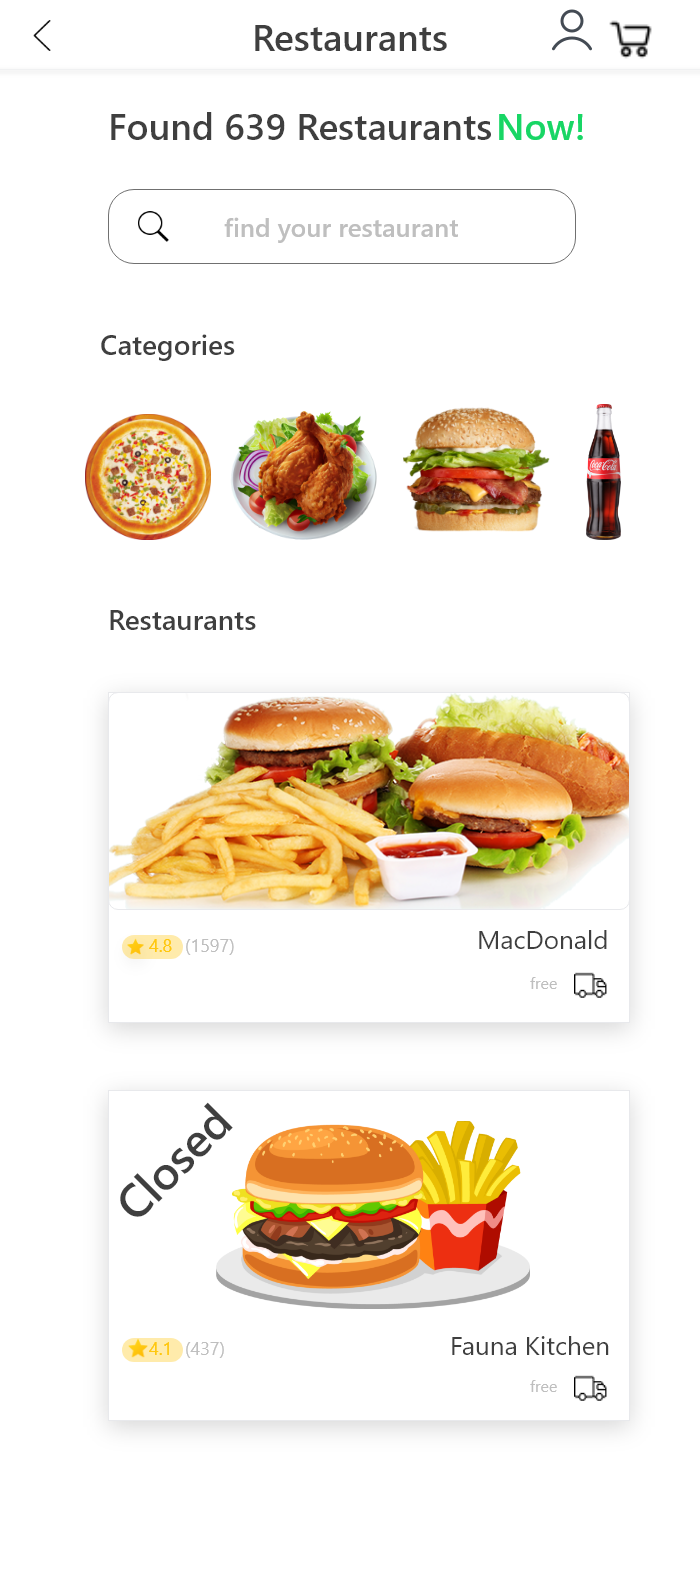 Restaurants
Found 639 Restaurants Now!
find your restaurant
Categories
Coca-Cola
Restaurants
4.8 (1597)
MacDonald
free
Closed
4.1 (437)
Fauna Kitchen
free